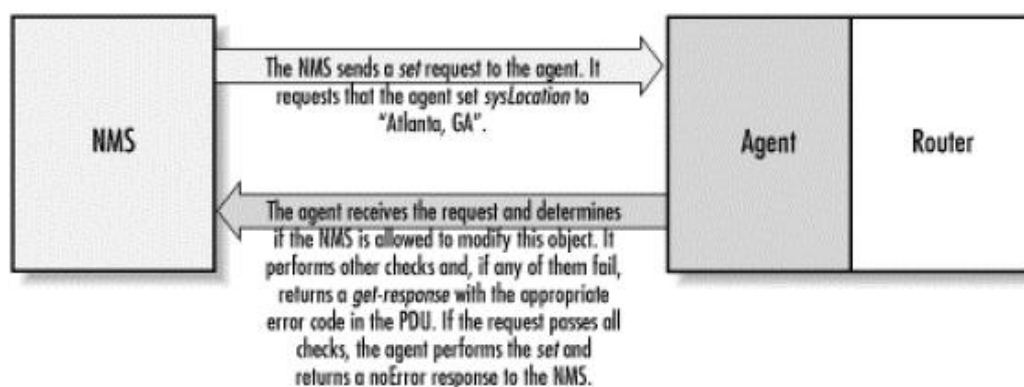 The NMS sends a set request to the agent. It
requests that the agent set sysLocation to
"Atlanta, GA".
NMS
Agent
Router
The agent receives the request and determines
if the NMS is allowed to modify this object. It
performs other checks and, if any of them fail,
returns a get-response with the appropriate
error code in the PDU. If the request passes all
checks, the agent performs the set and
returns a noError response to the NMS.